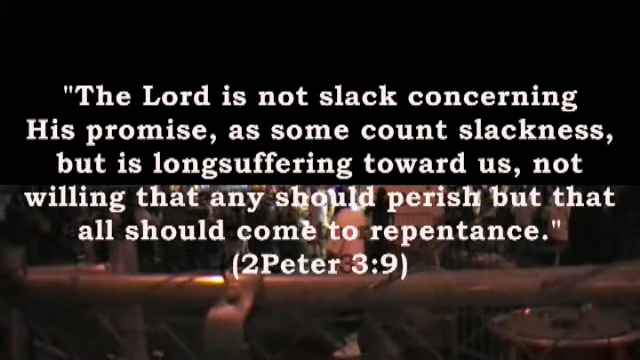 "The Lord is not slack concerning
His promise, as some count slackness,
but is longsuffering toward us, not
willing that any should perish but that
all should come to repentance."
(2Peter 3:9)